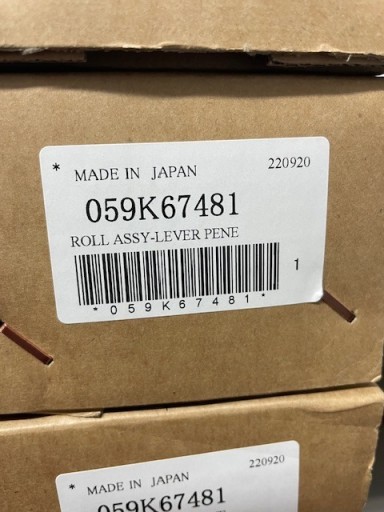 * MADE IN JAPAN 220920
059K67481
ROLL ASSY-LEVER PENE
1
*059K67481*
* MADE IN JAPAN 220920
059K67481